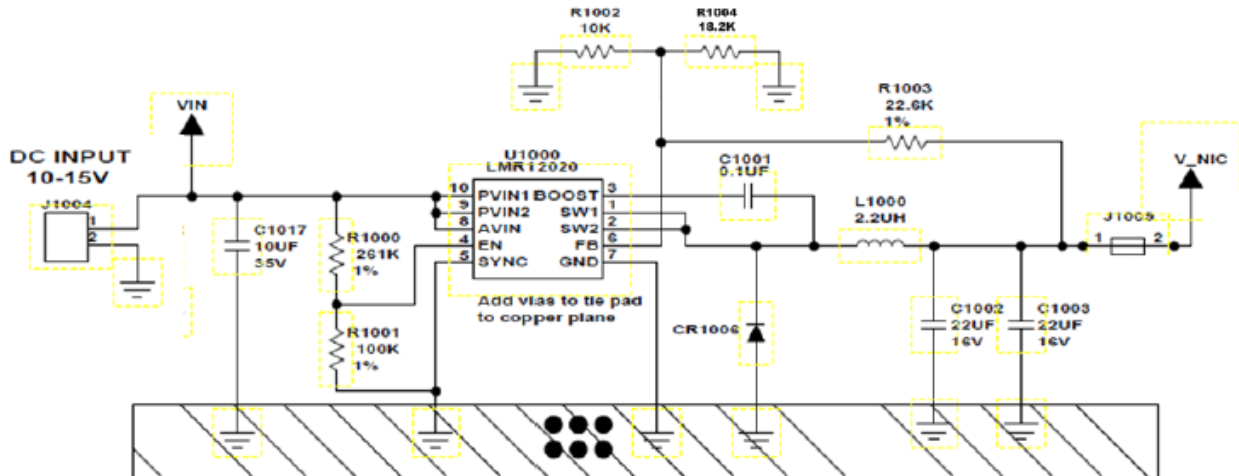 R1002
10K
R1004
18.2K
R1003
22.6K
1%
VIN
DC INPUT
10-15V
J1004
1
2
C1017
10UF
35V
R1000
261K
1%
R1001
100K
1%
U1000
LMR12020
10 PVIN1 BOOST 3
9 PVIN2 SW1 1
8 AVIN SW2 2
4 EN FB 6
5 SYNC GND 7
Add vias to tie pad
to copper plane
C1001
0.1UF
L1000
2.2UH
CR1006
C1002
22UF
16V
C1003
22UF
16V
V_NIC
J1005
1 2